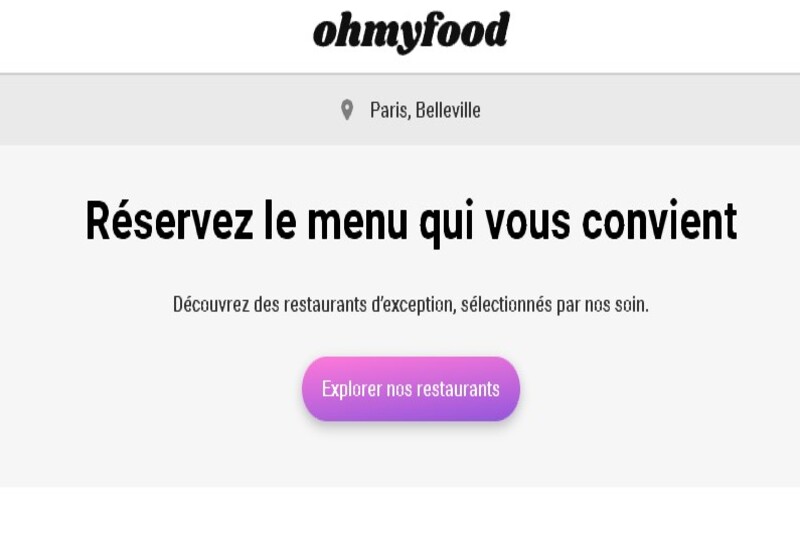 ohmyfood
Paris, Belleville
Réservez le menu qui vous convient
Découvrez des restaurants d’exception, sélectionnés par nos soin.
Explorer nos restaurants